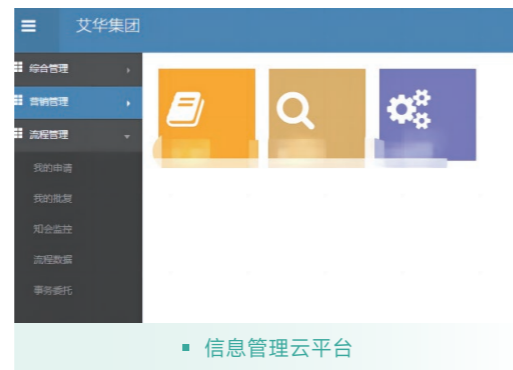 艾华集团
综合管理
营销管理
流程管理
我的申请
我的批复
知会监控
流程数据
事务委托
信息管理云平台